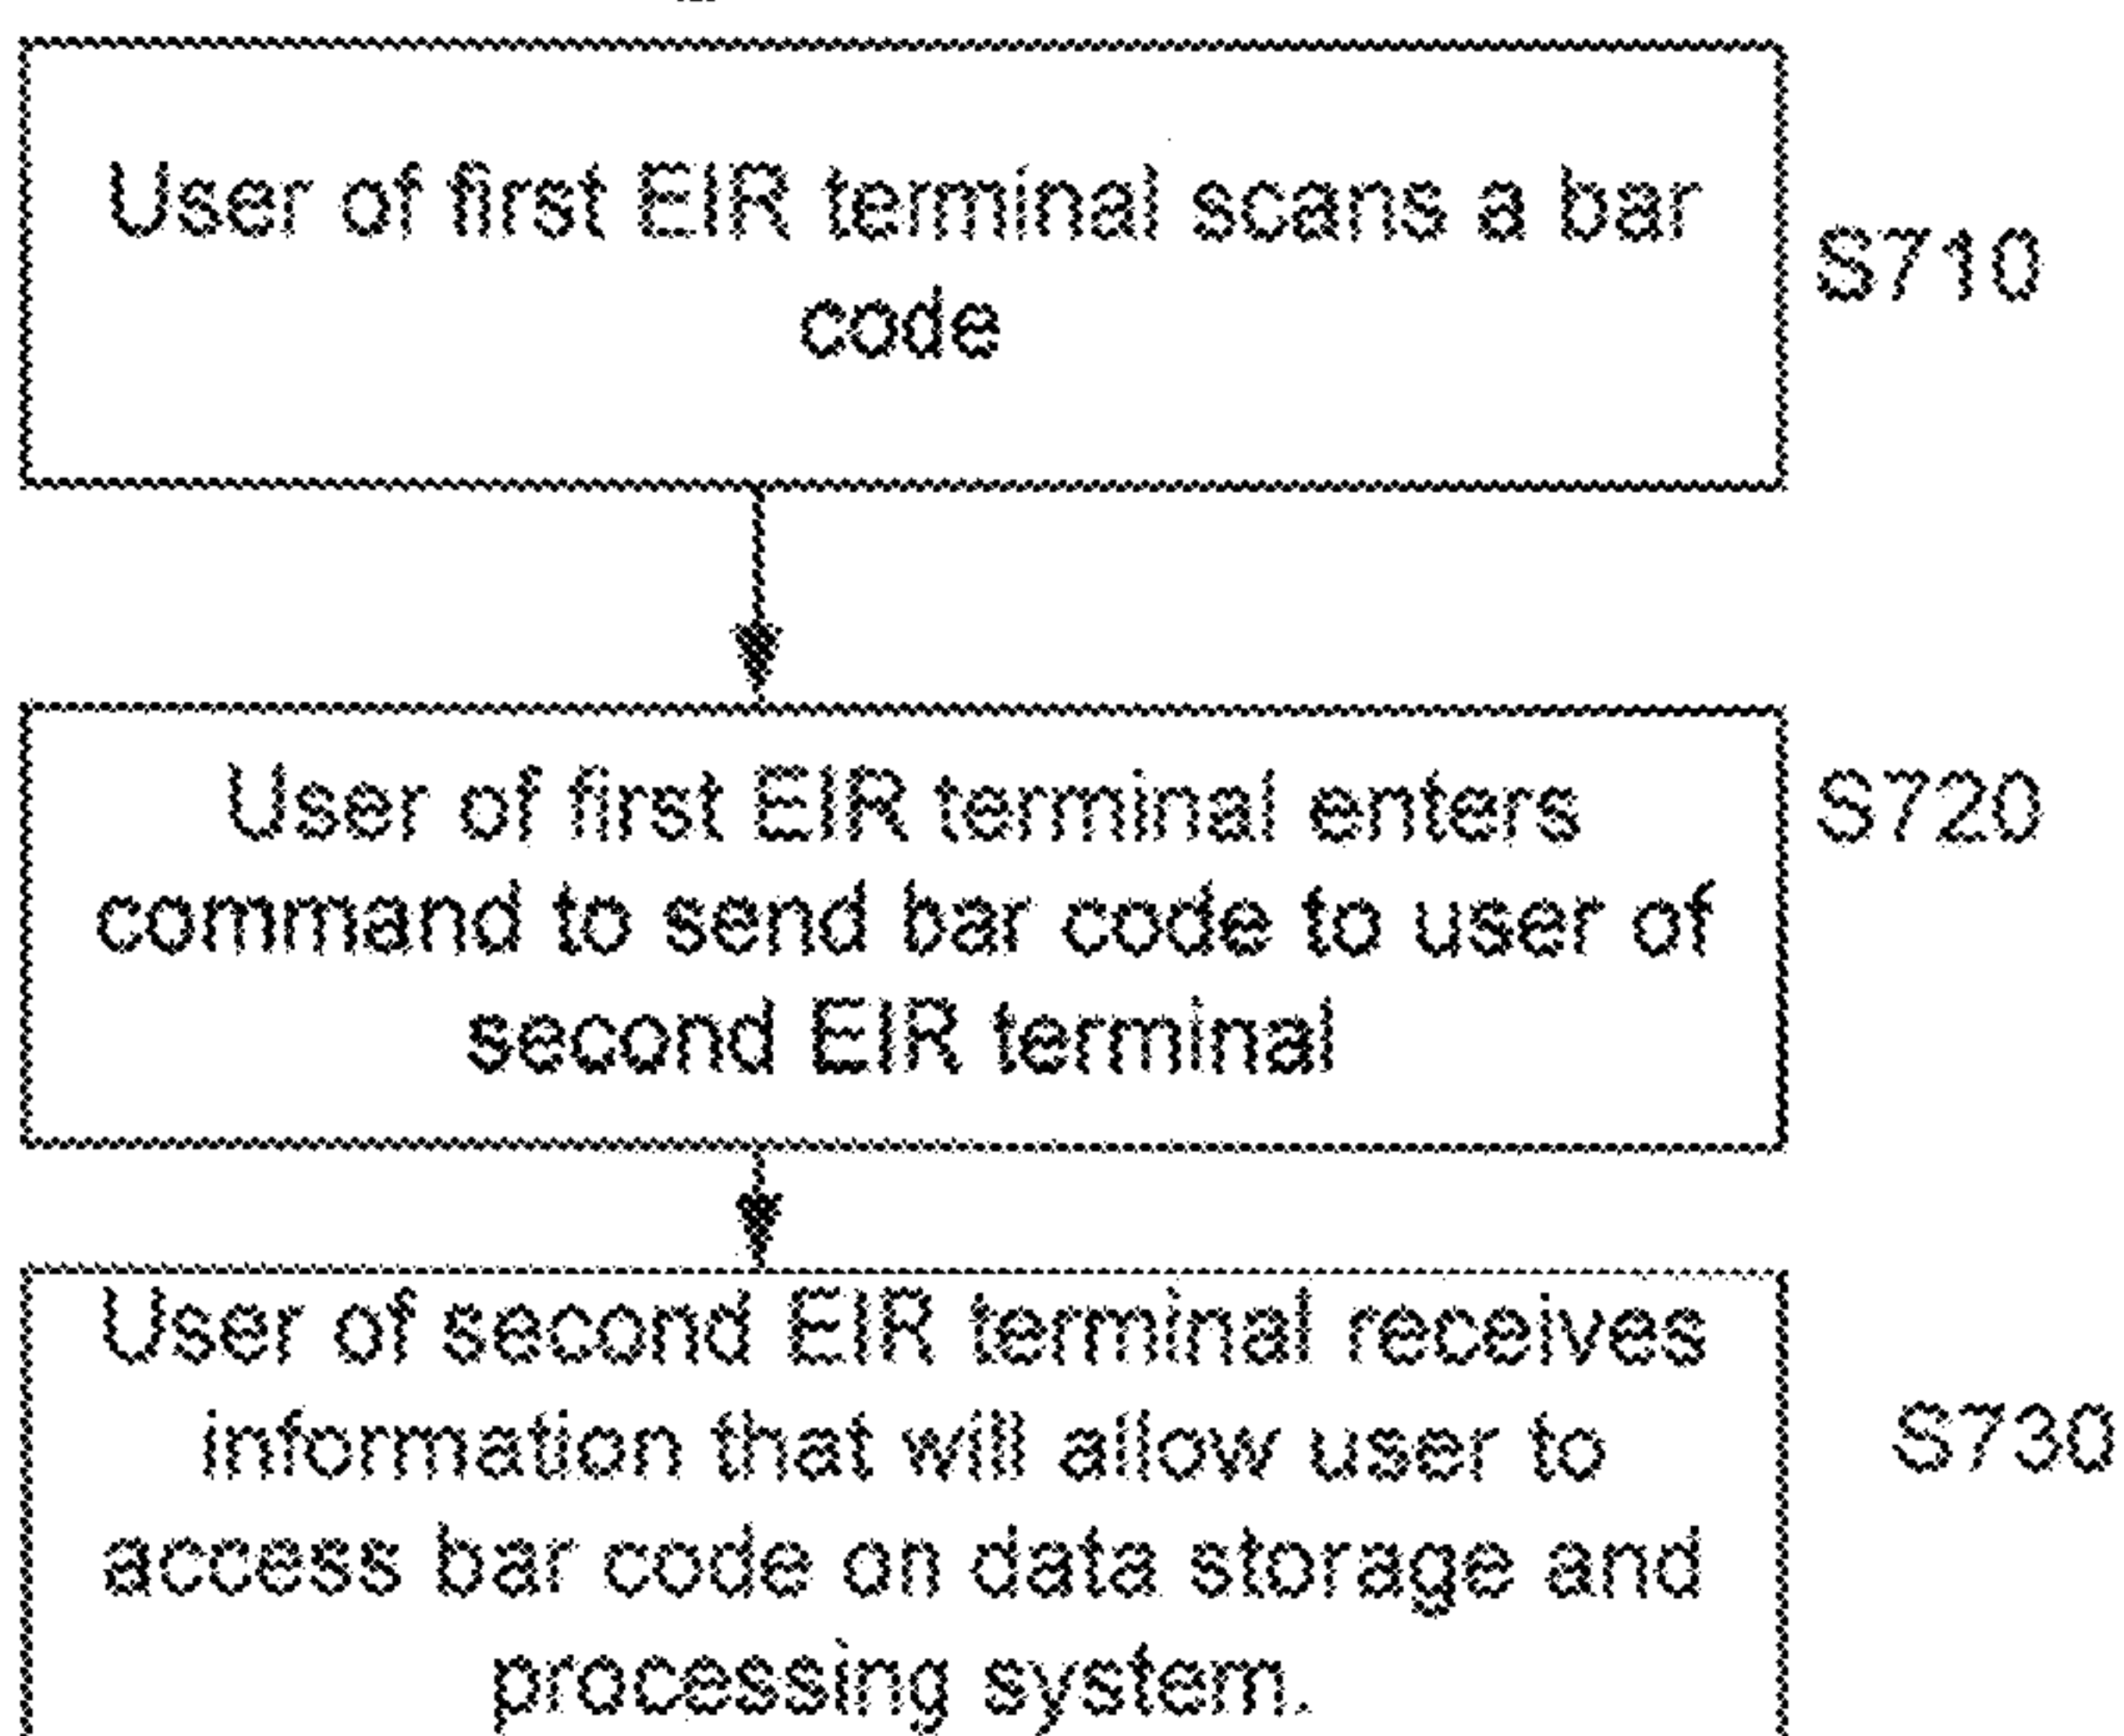 User of first EIR terminal scans a bar
code
S710
User of first EIR terminal enters
command to send bar code to user of
second EIR terminal
S720
User of second EIR terminal receives
information that will allow user to
access bar code on data storage and
processing system.
S730